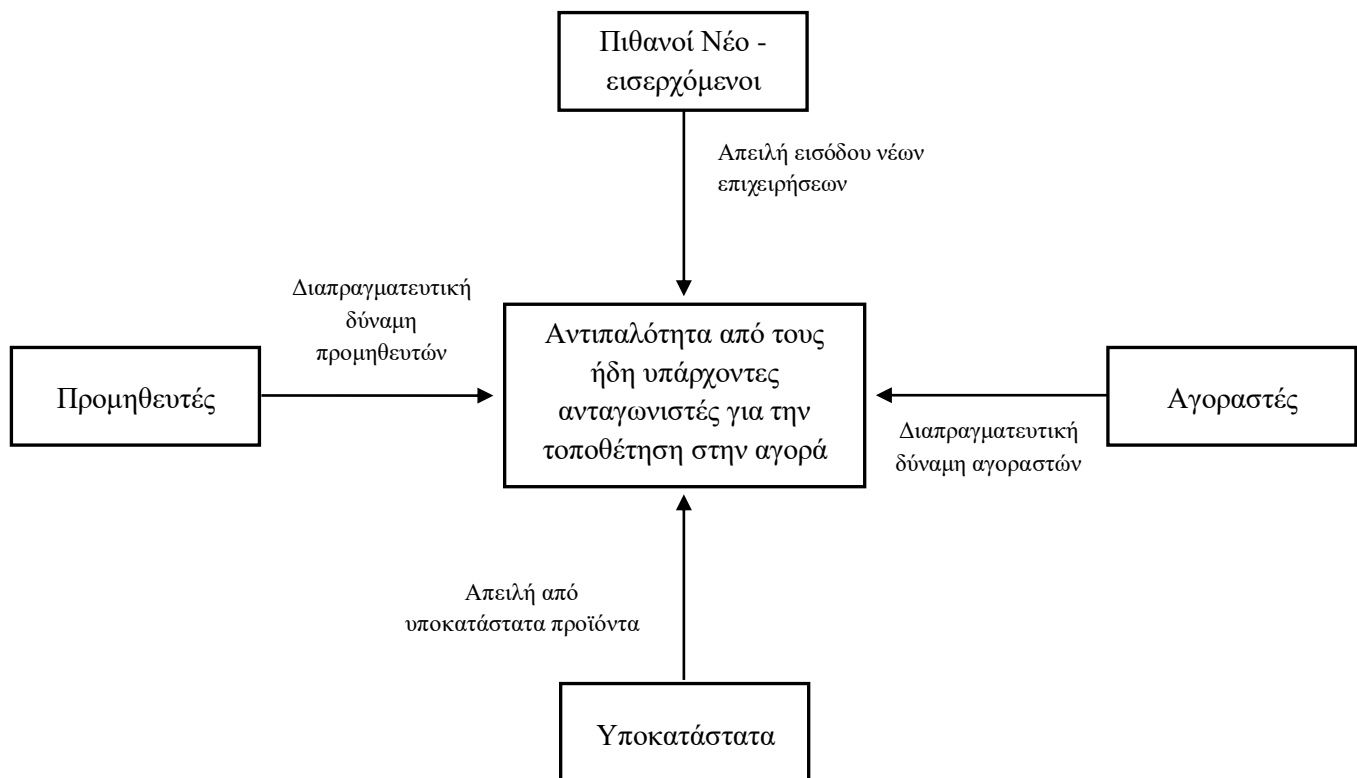 Πιθανοί Νέο -
εισερχόμενοι
Απειλή εισόδου νέων
επιχειρήσεων
Διαπραγματευτική
δύναμη
προμηθευτών
Προμηθευτές
Αντιπαλότητα από τους
ήδη υπάρχοντες
ανταγωνιστές για την
τοποθέτηση στην αγορά
Αγοραστές
Διαπραγματευτική
δύναμη αγοραστών
Απειλή από
υποκατάστατα προϊόντα
Υποκατάστατα